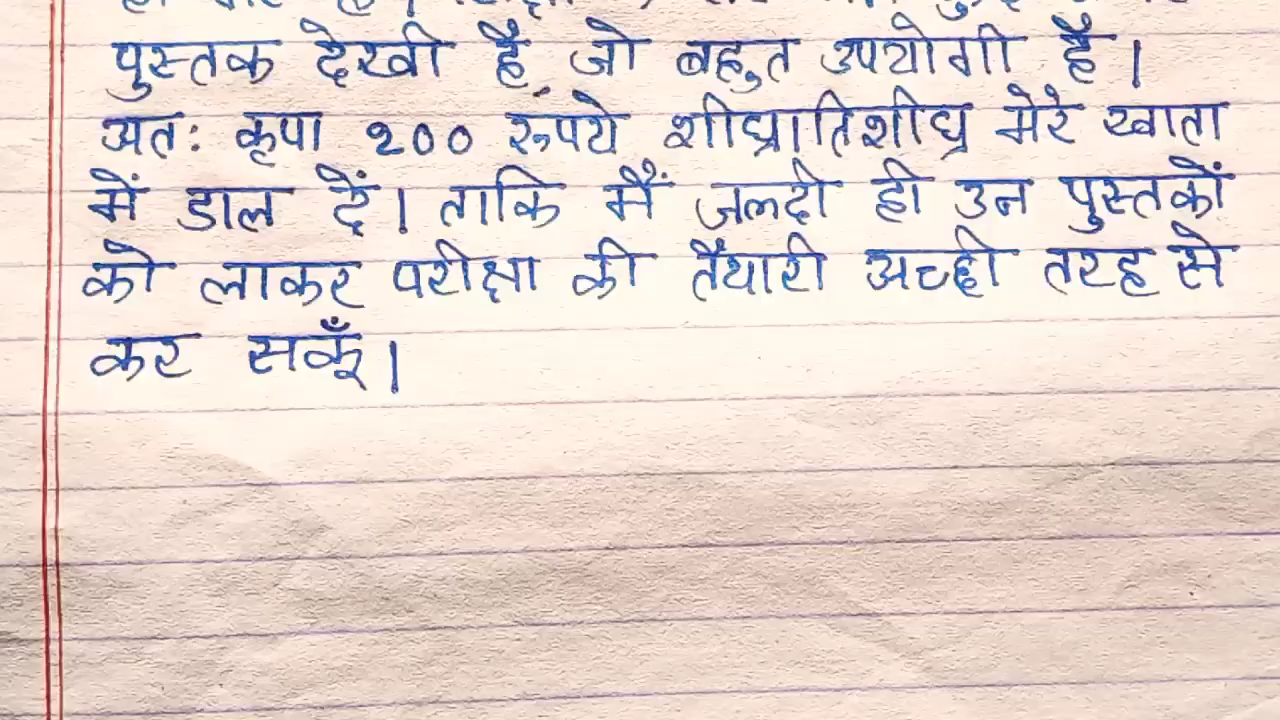 पुस्तक देखी है, जो बहुत उपयोगी है।
अतः कृपा २०० रूपये शीघ्रातिशीघ्र मेरे खाता
में डाल दें। ताकि मैं जल्दी ही उन पुस्तकों
को लाकर परीक्षा की तैयारी अच्छी तरह से
कर सकूँ।